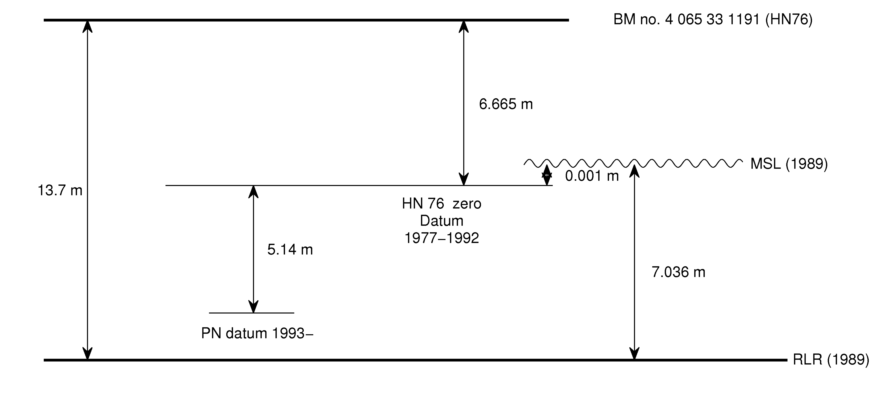 BM no. 4 065 33 1191 (HN76)
6.665 m
MSL (1989)
0.001 m
13.7 m
HN 76 zero
Datum
1977−1992
5.14 m
7.036 m
PN datum 1993−
RLR (1989)